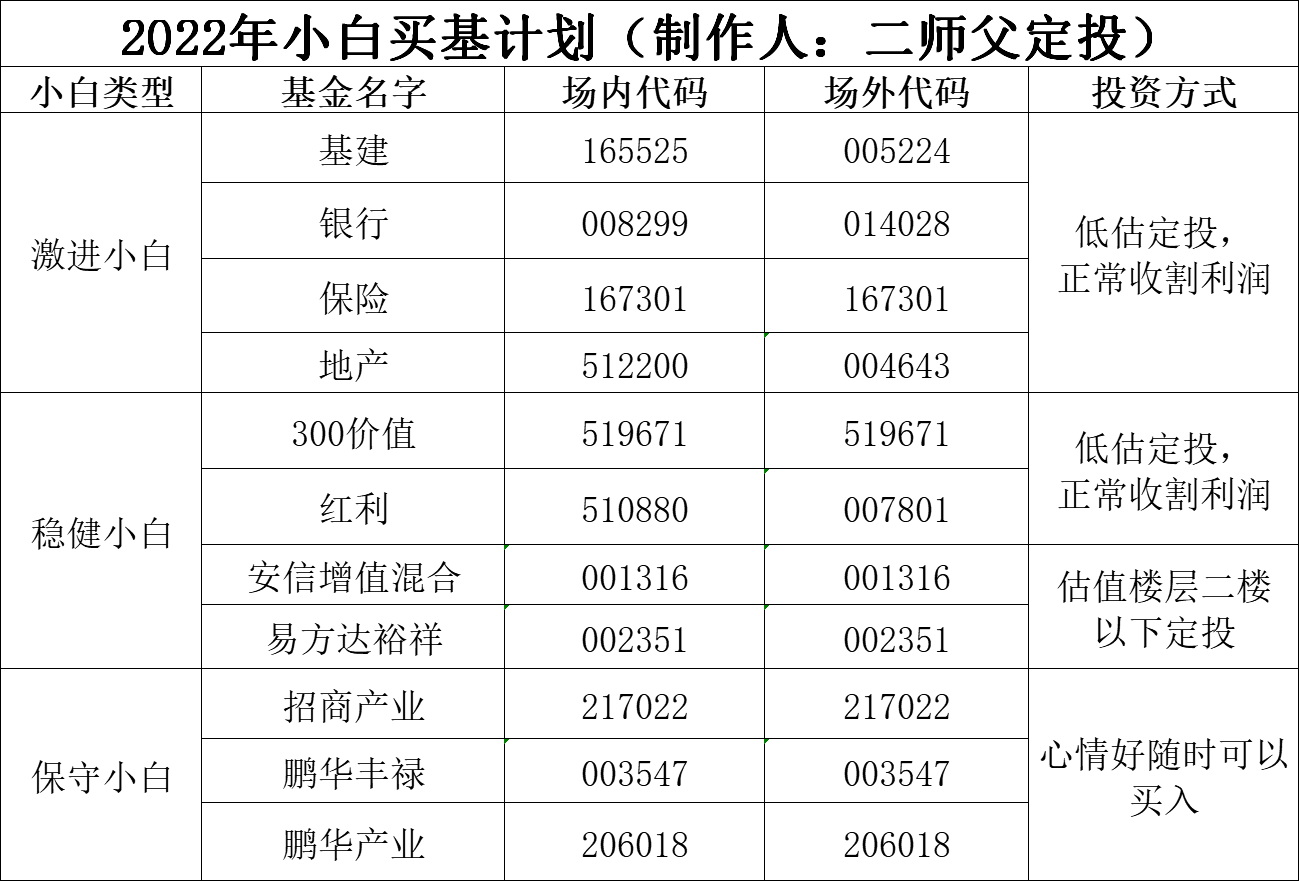 2022年小白买基计划（制作人：二师父定投）
小白类型 基金名字 场内代码 场外代码 投资方式
激进小白
基建 165525 005224
银行 008299 014028
保险 167301 167301
地产 512200 004643
低估定投，
正常收割利润
稳健小白
300价值 519671 519671
红利 510880 007801
低估定投，
正常收割利润
安信增值混合 001316 001316
易方达裕祥 002351 002351
估值楼层二楼
以下定投
保守小白
招商产业 217022 217022
鹏华丰禄 003547 003547
鹏华产业 206018 206018
心情好随时可以
买入